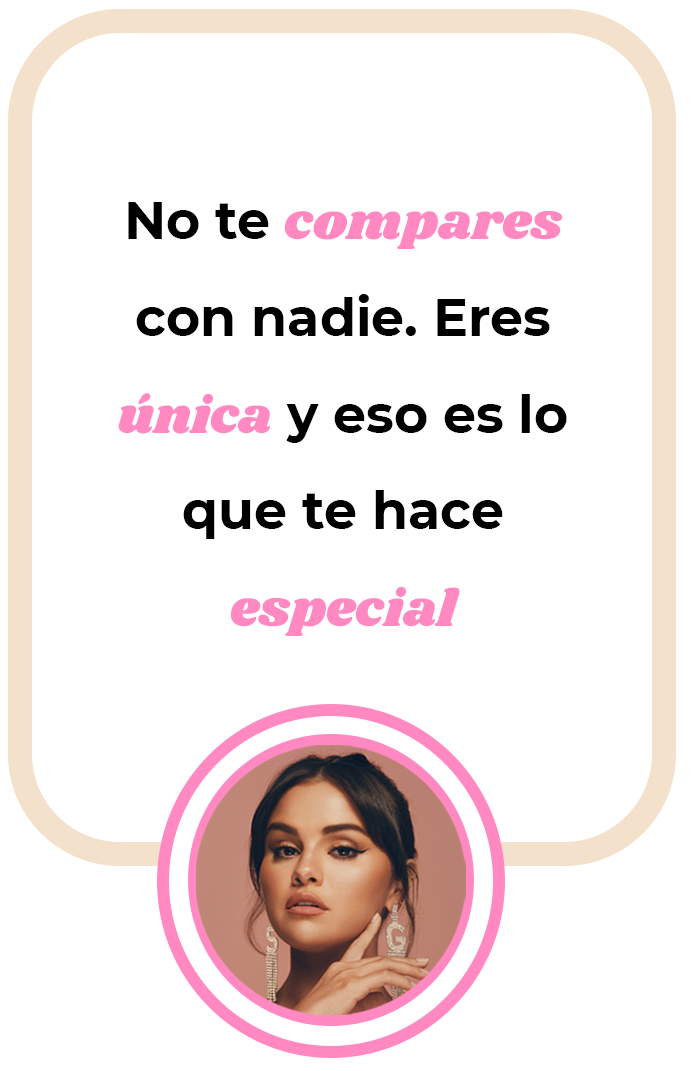 No te compares
con nadie. Eres
única y eso es lo
que te hace
especial
S
G